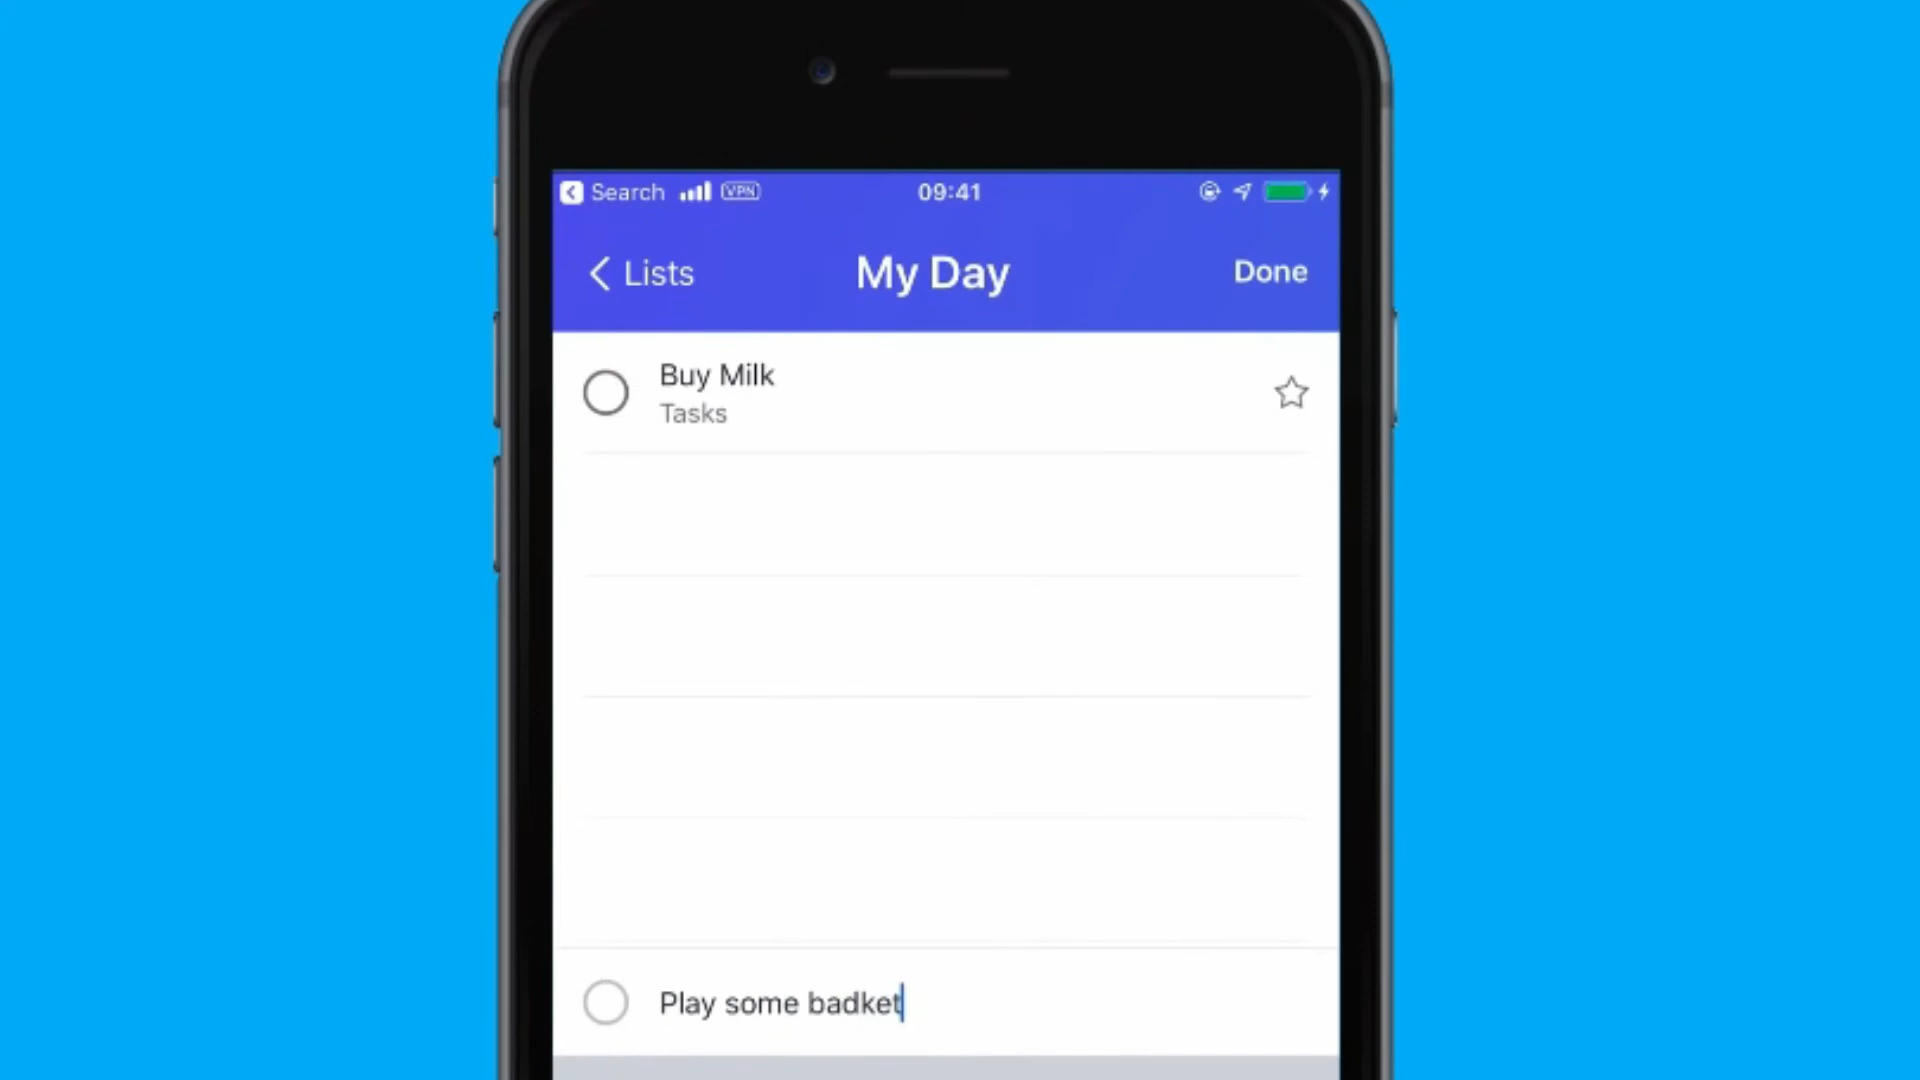 Search VPN 09:41
Lists My Day Done
Buy Milk
Tasks
Play some badket